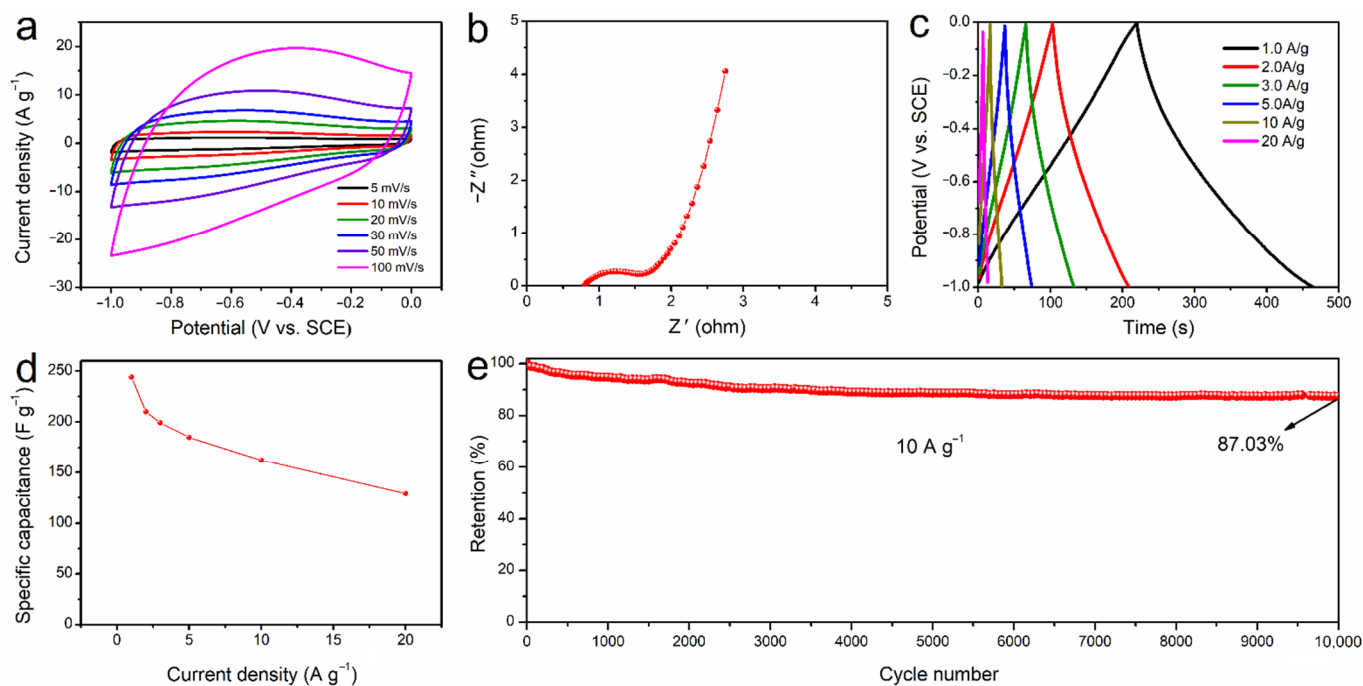 a
Current density (A g⁻¹)
20
10
0
−10
−20
−30
−1.0
−0.8
−0.6
−0.4
−0.2
0.0
Potential (V vs. SCE)
5 mV/s
10 mV/s
20 mV/s
30 mV/s
50 mV/s
100 mV/s
b
−Z″(ohm)
5
4
3
2
1
0
0
1
2
3
4
5
Z′ (ohm)
c
Potential (V vs. SCE)
0.0
−0.2
−0.4
−0.6
−0.8
−1.0
0
100
200
300
400
500
Time (s)
1.0 A/g
2.0A/g
3.0 A/g
5.0A/g
10 A/g
20 A/g
d
Specific capacitance (F g⁻¹)
250
200
150
100
50
0
0
5
10
15
20
Current density (A g⁻¹)
e
Retention (%)
100
80
60
40
20
0
0
1000
2000
3000
4000
5000
6000
7000
8000
9000
10,000
Cycle number
10 A g⁻¹
87.03%